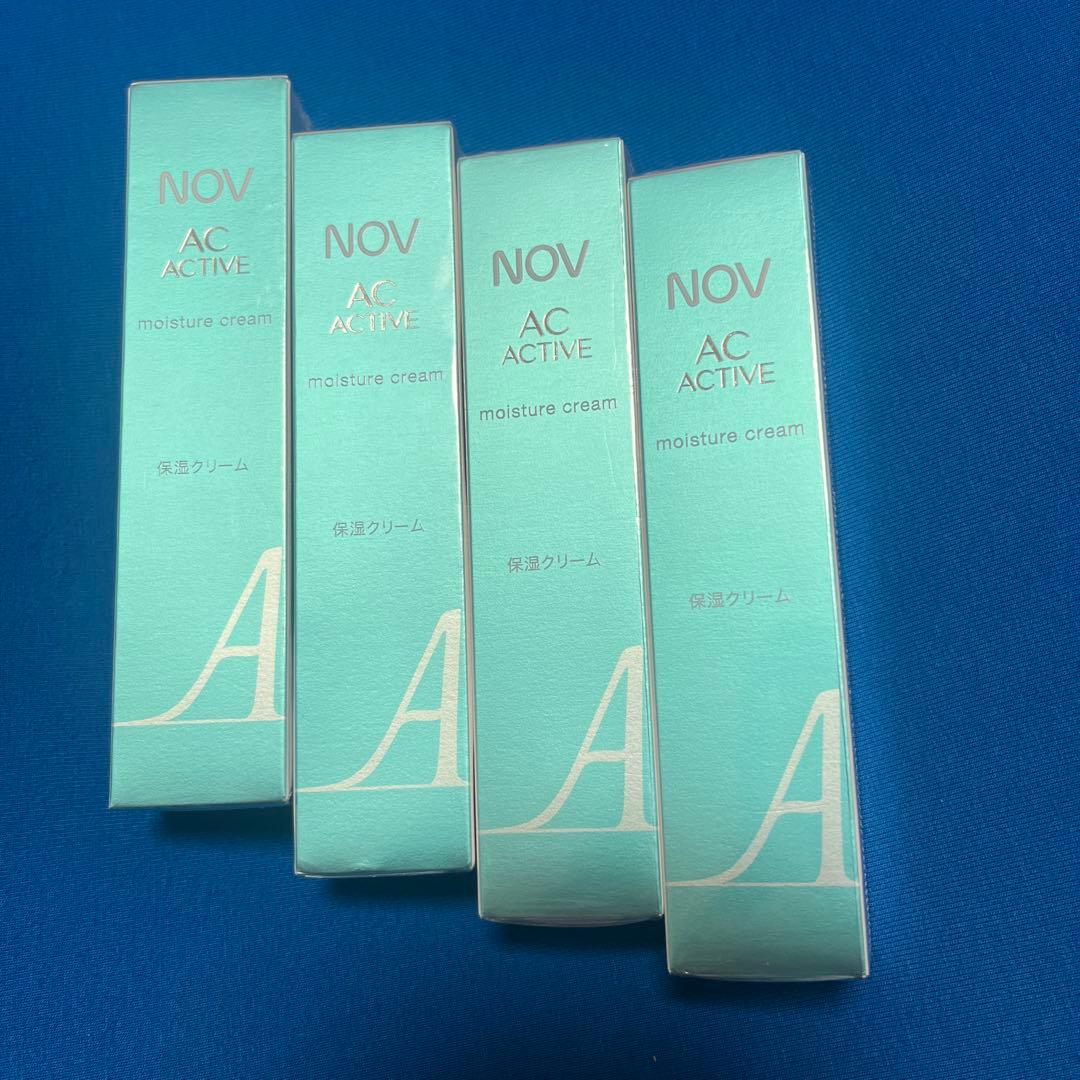 NOV
AC
ACTIVE
moisture cream
保湿クリーム
A
NOV
AC
ACTIVE
moisture cream
保湿クリーム
A
NOV
AC
ACTIVE
moisture cream
保湿クリーム
A
NOV
AC
ACTIVE
moisture cream
保湿クリーム
A